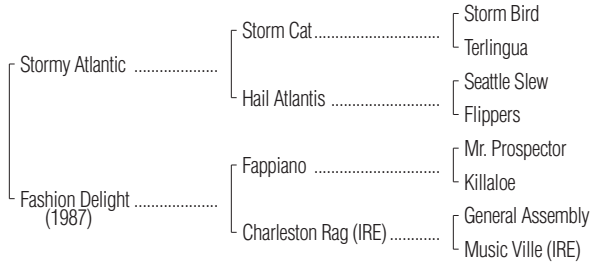 Storm Bird
Storm Cat
Terlingua
Stormy Atlantic
Seattle Slew
Hail Atlantis
Flippers
Mr. Prospector
Fappiano
Killaloe
Fashion Delight
(1987)
General Assembly
Charleston Rag (IRE)
Music Ville (IRE)